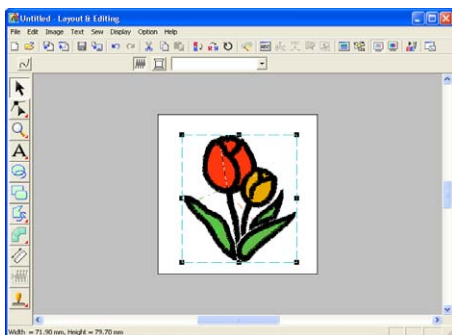 Untitled - Layout & Editing
File Edit Image Text Sew Display Option Help
A
Width = 71.90 mm, Height = 79.70 mm